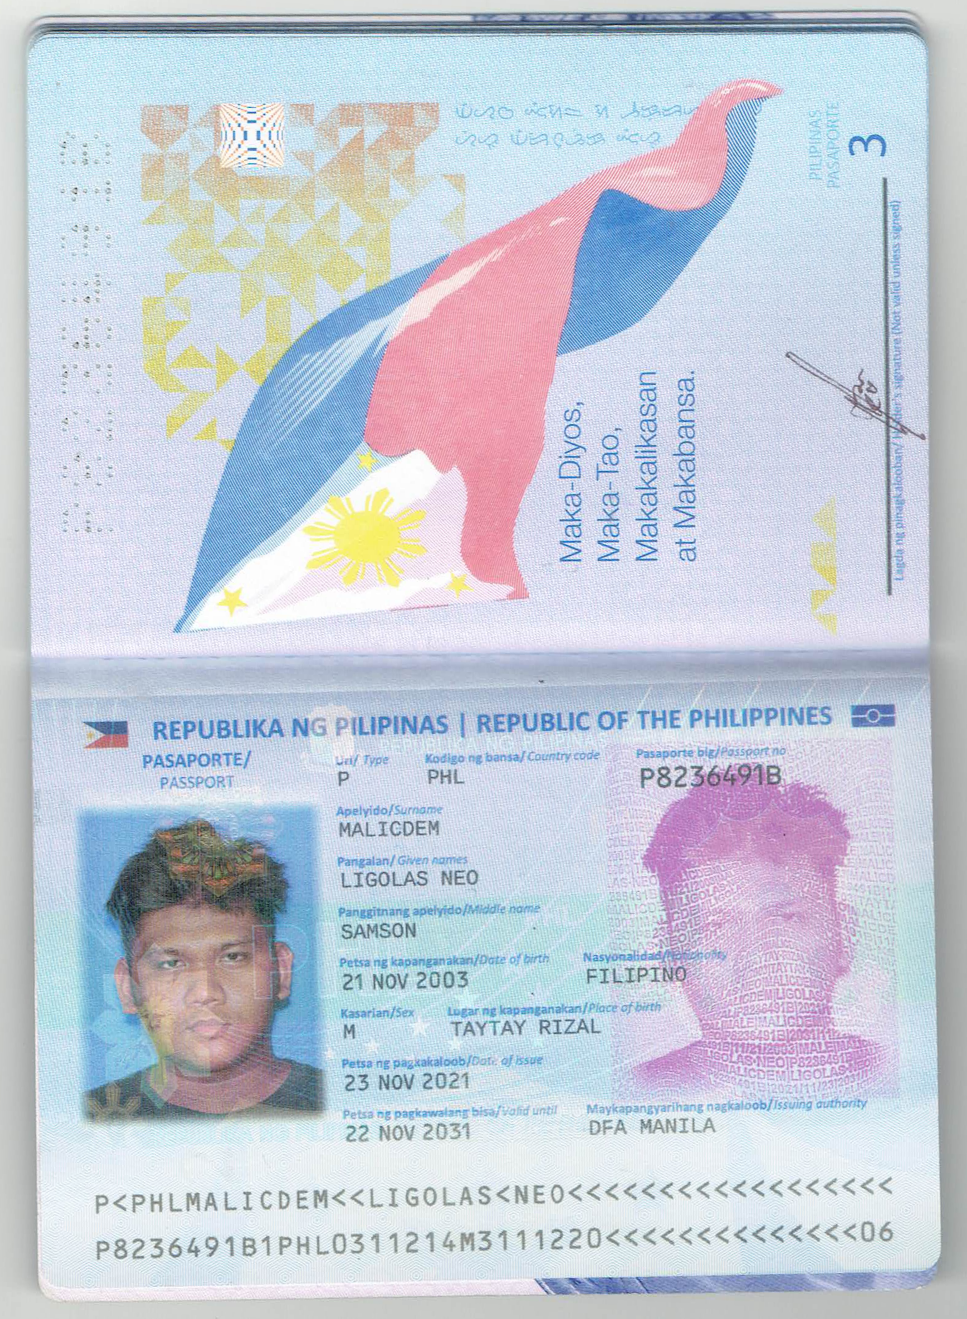 PILIPINAS
PASAPORTE
3
Maka-Diyos,
Maka-Tao,
Makakalikasan
at Makabansa.
Lagda ng pinagkalooban/Holder's signature (Not valid unless signed)
REPUBLIKA NG PILIPINAS | REPUBLIC OF THE PHILIPPINES
PASAPORTE/
PASSPORT
Uri/ Type Kodigo ng bansa/Country code Pasaporte blg/Passport no
P PHL P8236491B
Apelyido/Surname
MALICDEM
Pangalan/Given names
LIGOLAS NEO
Panggitnang apelyido/Middle name
SAMSON
Petsa ng kapanganakan/Date of birth Nasyonalidad/Nationality
21 NOV 2003 FILIPINO
Kasarian/Sex Lugar ng kapanganakan/Place of birth
M TAYTAY RIZAL
Petsa ng pagkakaloob/Date of issue
23 NOV 2021
Petsa ng pagkawalang bisa/Valid until Maykapangyarihang nagkaloob/Issuing authority
22 NOV 2031 DFA MANILA
P<PHLMALICDEM<<LIGOLAS<NEO<<<<<<<<<<<<<<<<<<
P8236491B1PHL0311214M3111220<<<<<<<<<<<<<<06